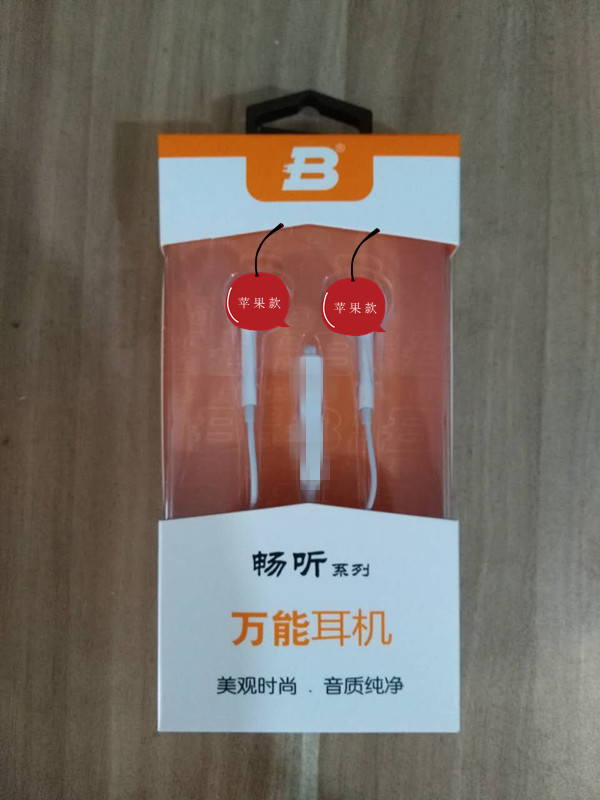 B®
苹果款
苹果款
畅听系列
万能耳机
美观时尚 . 音质纯净